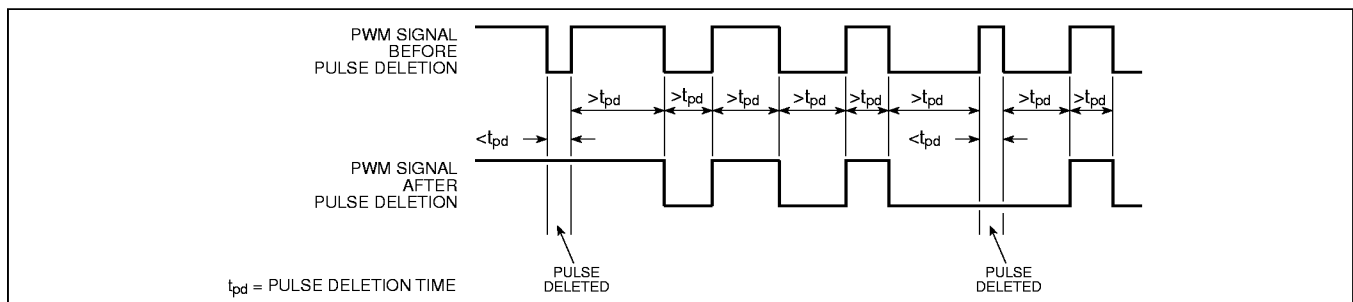 PWM SIGNAL
BEFORE
PULSE DELETION
>tpd
>tpd
>tpd
>tpd
>tpd
>tpd
>tpd
>tpd
<tpd
<tpd
PWM SIGNAL
AFTER
PULSE DELETION
PULSE
DELETED
PULSE
DELETED
tpd = PULSE DELETION TIME